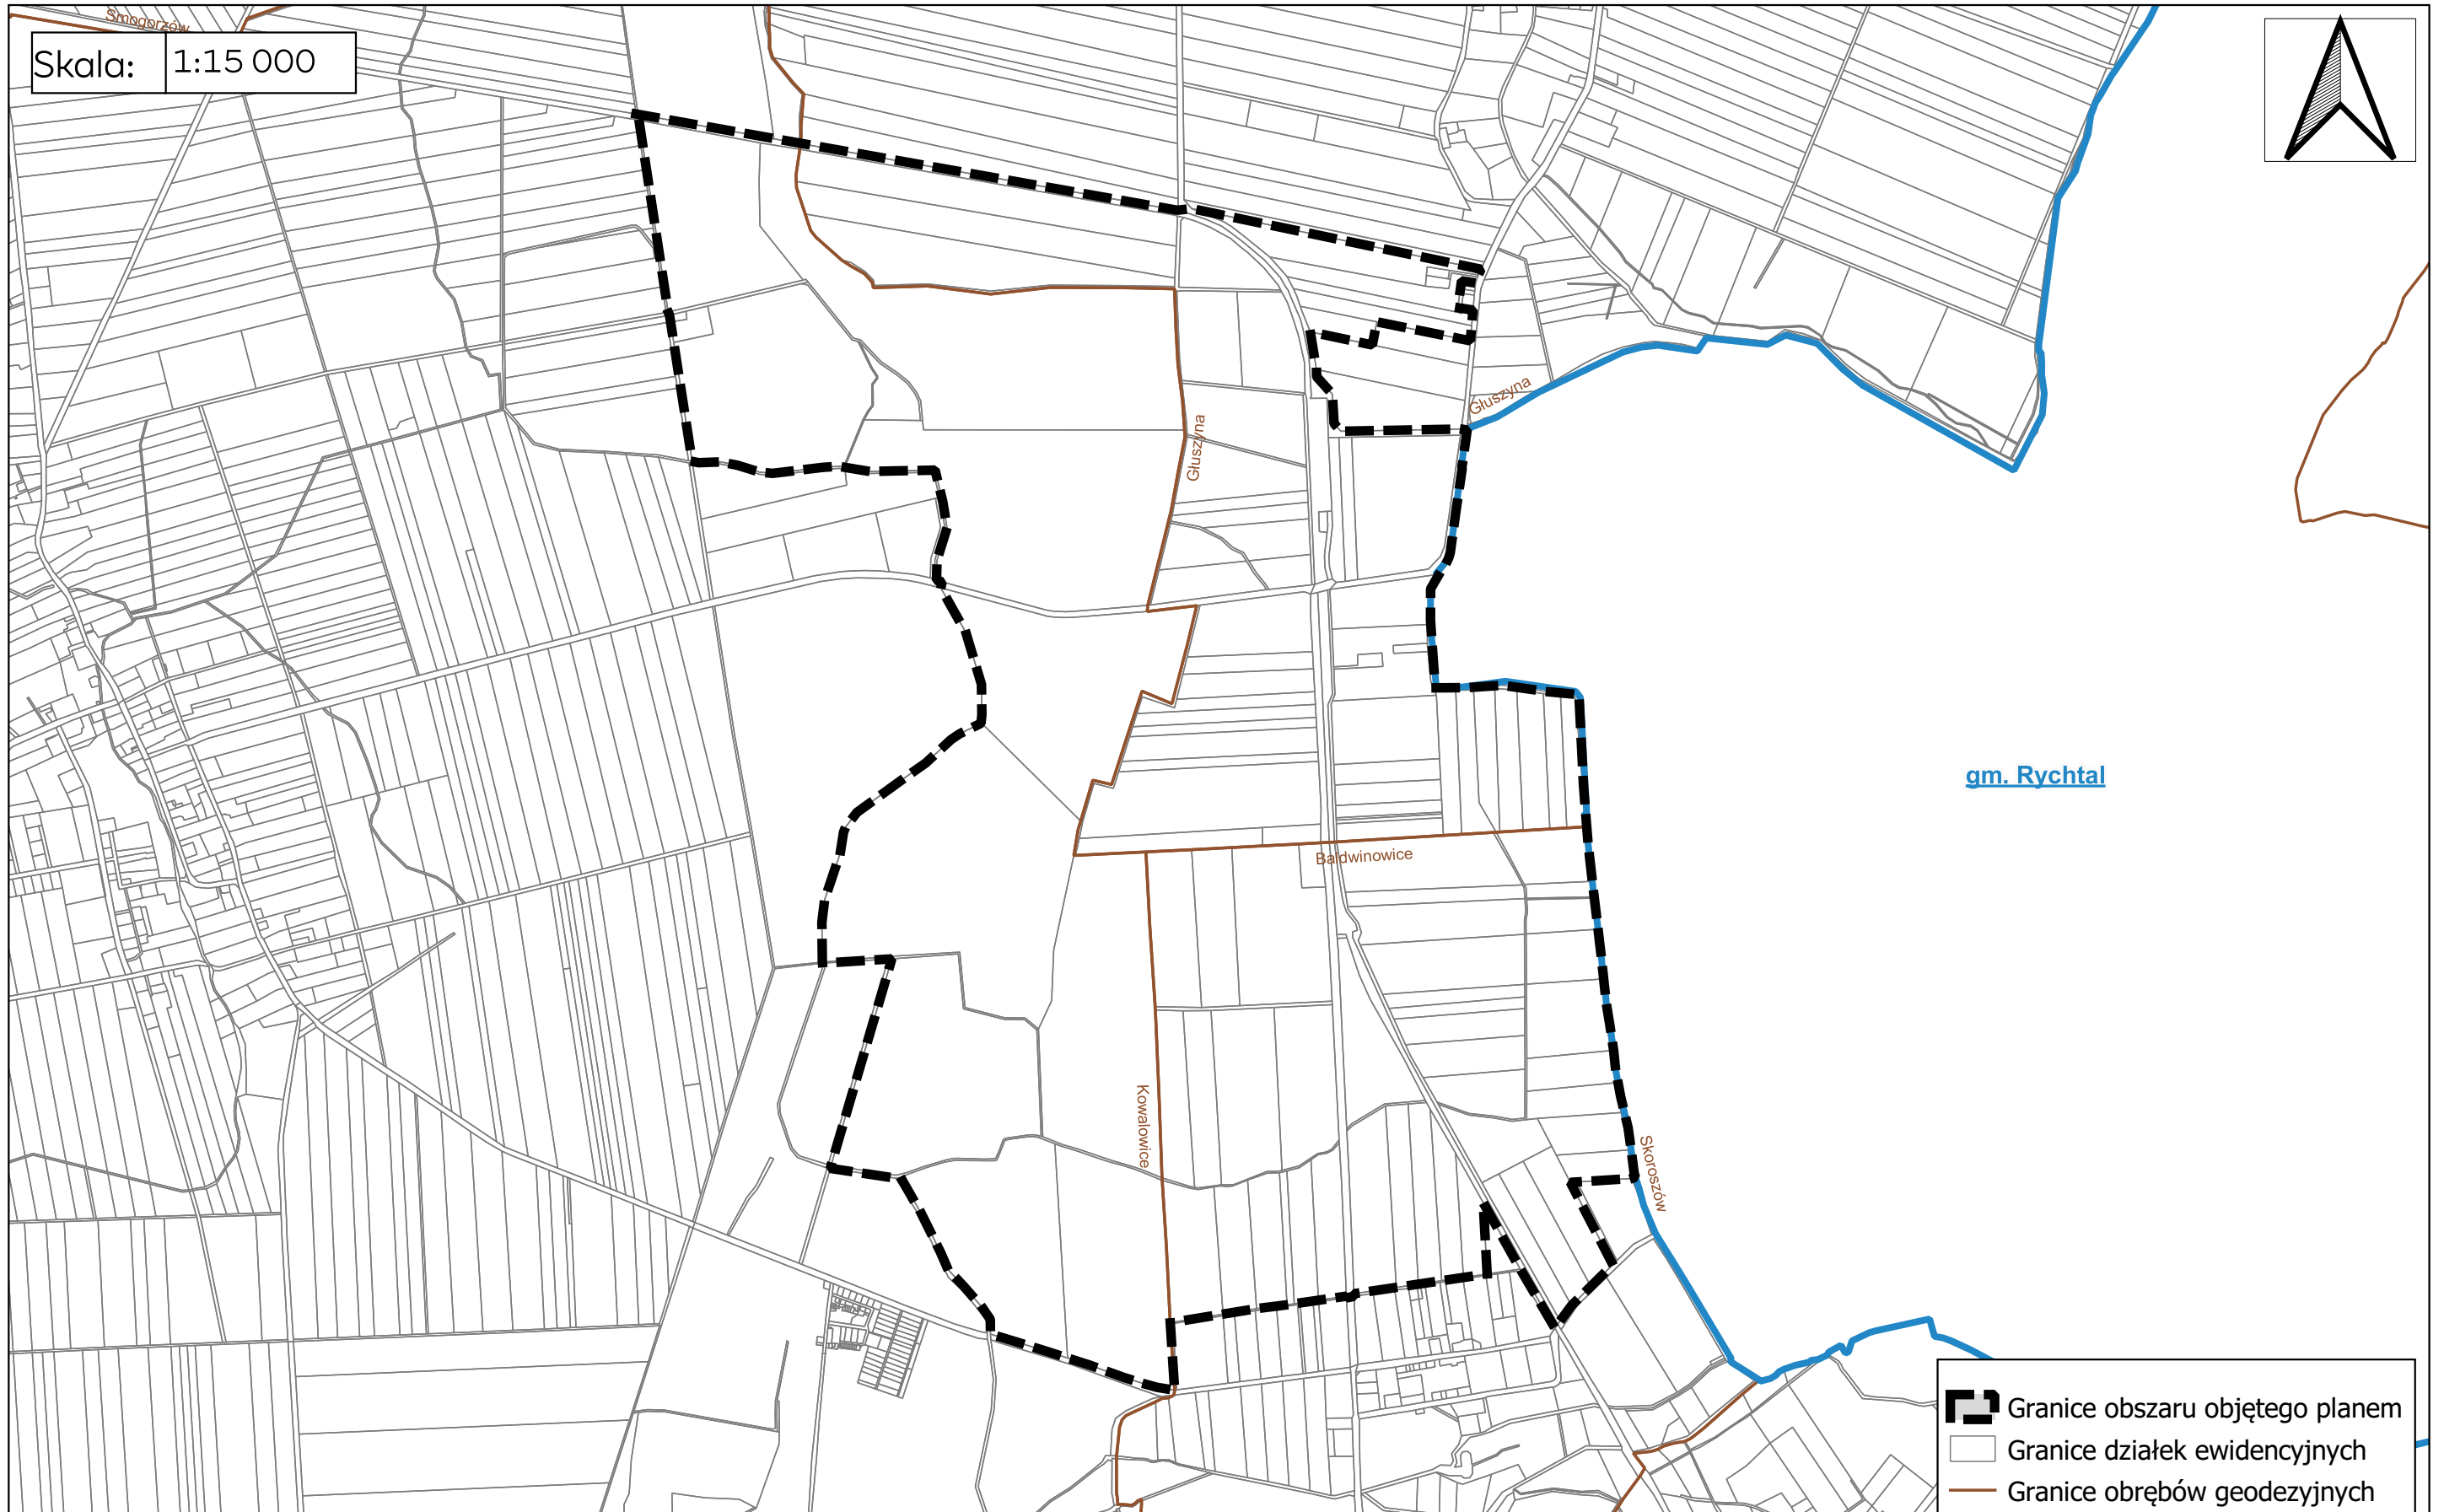 Smogorzów
Skala: 1:15 000
Głuszyna
Głuszyna
gm. Rychtal
Baldwinowice
Kowalowice
Skoroszów
Granice obszaru objętego planem
Granice działek ewidencyjnych
Granice obrębów geodezyjnych